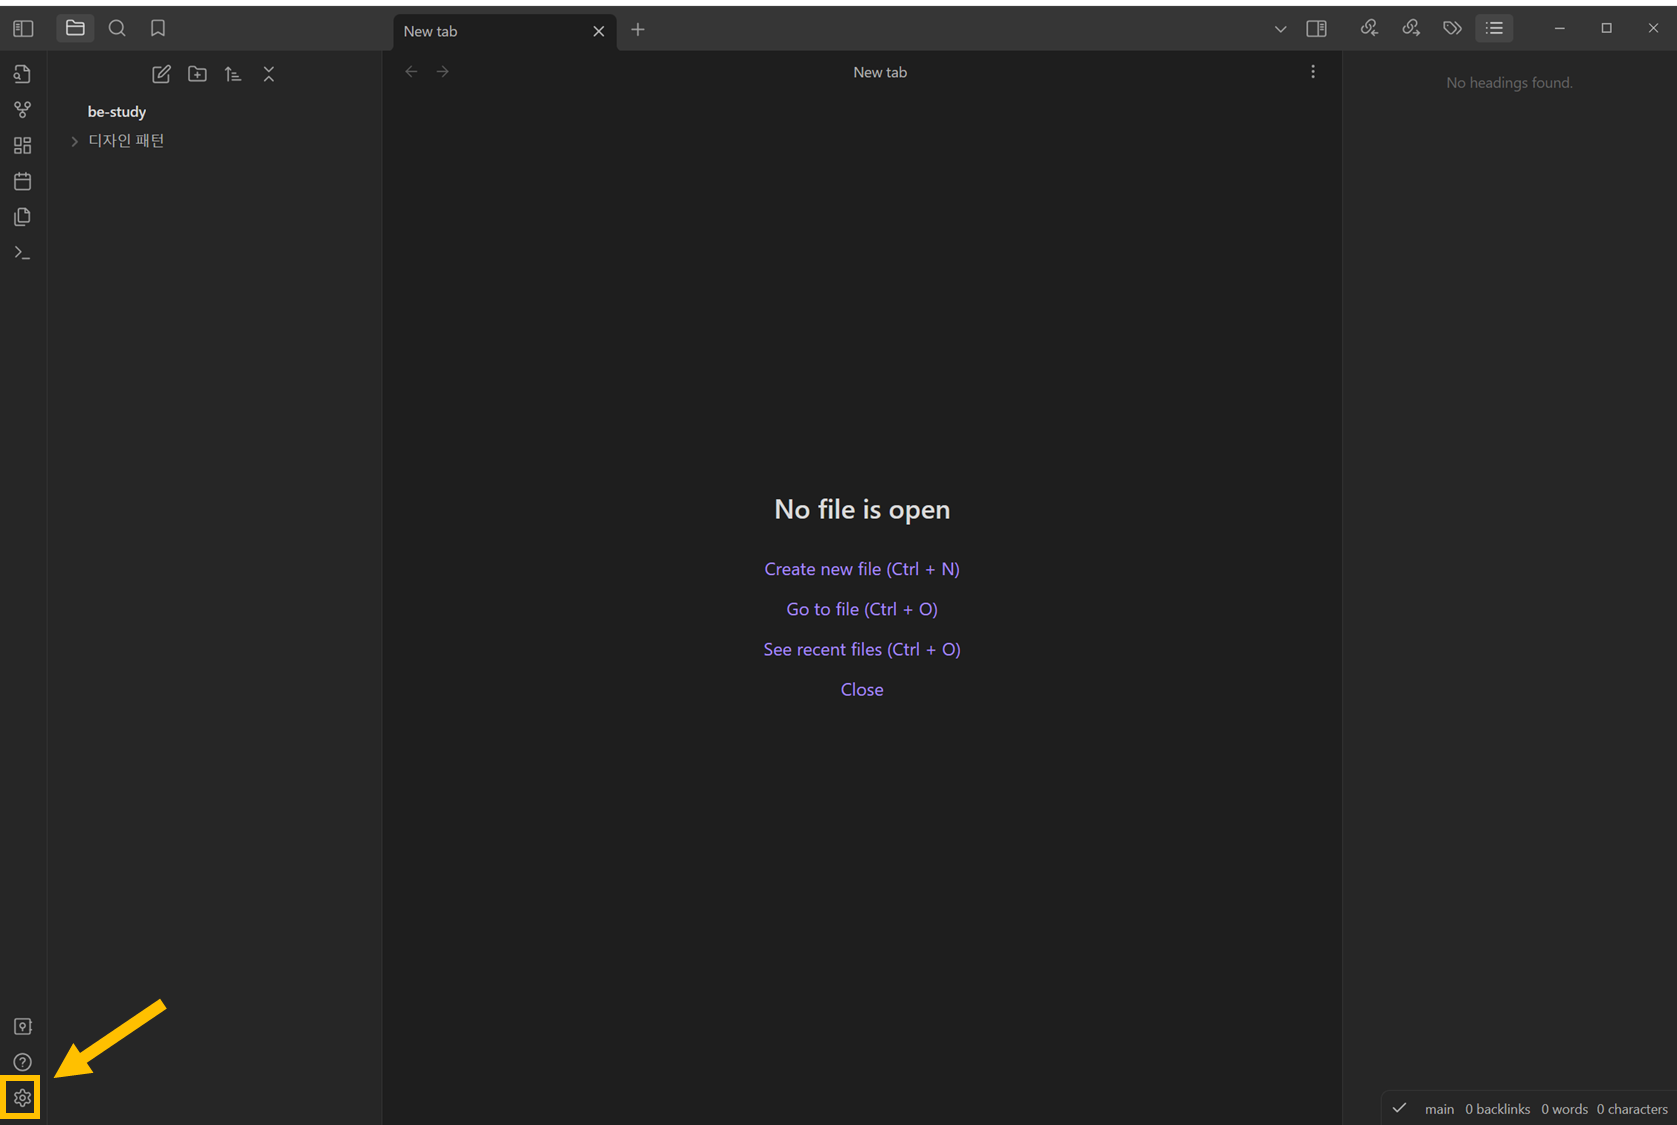 New tab
New tab
No headings found.
be-study
디자인 패턴
No file is open
Create new file (Ctrl + N)
Go to file (Ctrl + O)
See recent files (Ctrl + O)
Close
main 0 backlinks 0 words 0 characters